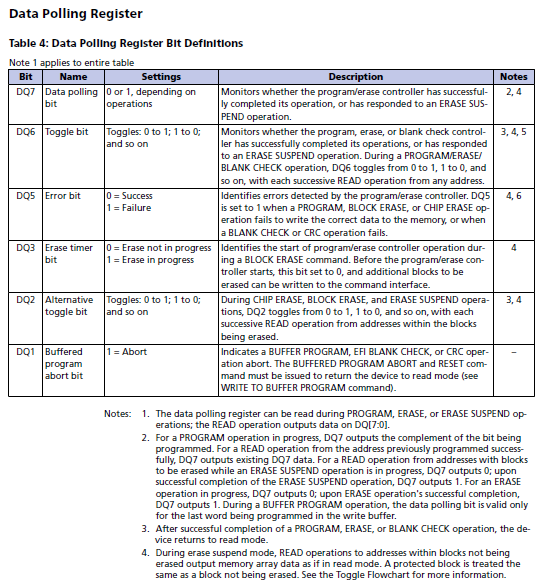 Data Polling Register
Table 4: Data Polling Register Bit Definitions
Note 1 applies to entire table
Bit Name Settings Description Notes
DQ7 Data polling bit 0 or 1, depending on operations Monitors whether the program/erase controller has successful-
ly completed its operation, or has responded to an ERASE SUS-
PEND operation. 2, 4
DQ6 Toggle bit Toggles: 0 to 1; 1 to 0; and so on Monitors whether the program, erase, or blank check control-
ler has successfully completed its operations, or has responded
to an ERASE SUSPEND operation. During a PROGRAM/ERASE/
BLANK CHECK operation, DQ6 toggles from 0 to 1, 1 to 0, and
so on, with each successive READ operation from any address. 3, 4, 5
DQ5 Error bit 0 = Success
1 = Failure
Identifies errors detected by the program/erase controller. DQ5
is set to 1 when a PROGRAM, BLOCK ERASE, or CHIP ERASE op-
eration fails to write the correct data to the memory, or when
a BLANK CHECK or CRC operation fails. 4, 6
DQ3 Erase timer bit 0 = Erase not in progress
1 = Erase in progress
Identifies the start of program/erase controller operation dur-
ing a BLOCK ERASE command. Before the program/erase con-
troller starts, this bit set to 0, and additional blocks to be
erased can be written to the command interface. 4
DQ2 Alternative toggle bit Toggles: 0 to 1; 1 to 0; and so on During CHIP ERASE, BLOCK ERASE, and ERASE SUSPEND opera-
tions, DQ2 toggles from 0 to 1, 1 to 0, and so on, with each
successive READ operation from addresses within the blocks
being erased. 3, 4
DQ1 Buffered program abort bit 1 = Abort Indicates a BUFFER PROGRAM, EFI BLANK CHECK, or CRC oper-
ation abort. The BUFFERED PROGRAM ABORT and RESET com-
mand must be issued to return the device to read mode (see
WRITE TO BUFFER PROGRAM command). –
Notes: 1. The data polling register can be read during PROGRAM, ERASE, or ERASE SUSPEND op-
erations; the READ operation outputs data on DQ[7:0].
2. For a PROGRAM operation in progress, DQ7 outputs the complement of the bit being
programmed. For a READ operation from the address previously programmed success-
fully, DQ7 outputs existing DQ7 data. For a READ operation from addresses with blocks
to be erased while an ERASE SUSPEND operation is in progress, DQ7 outputs 0; upon
successful completion of the ERASE SUSPEND operation, DQ7 outputs 1. For an ERASE
operation in progress, DQ7 outputs 0; upon ERASE operation's successful completion,
DQ7 outputs 1. During a BUFFER PROGRAM operation, the data polling bit is valid only
for the last word being programmed in the write buffer.
3. After successful completion of a PROGRAM, ERASE, or BLANK CHECK operation, the de-
vice returns to read mode.
4. During erase suspend mode, READ operations to addresses within blocks not being
erased output memory array data as if in read mode. A protected block is treated the
same as a block not being erased. See the Toggle Flowchart for more information.